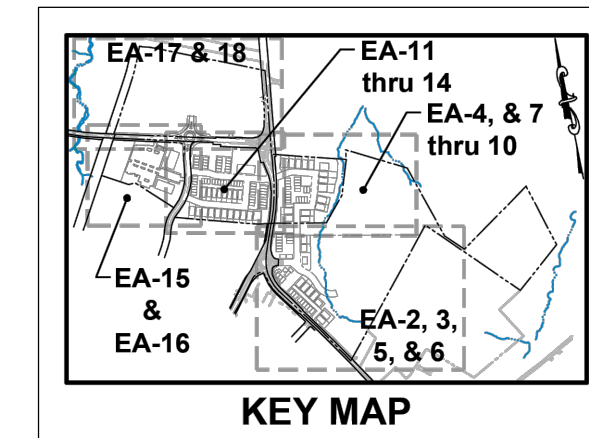 EA-17 & 18
EA-11
thru 14
EA-4, & 7
thru 10
EA-15
&
EA-16
EA-2, 3,
5, & 6
KEY MAP